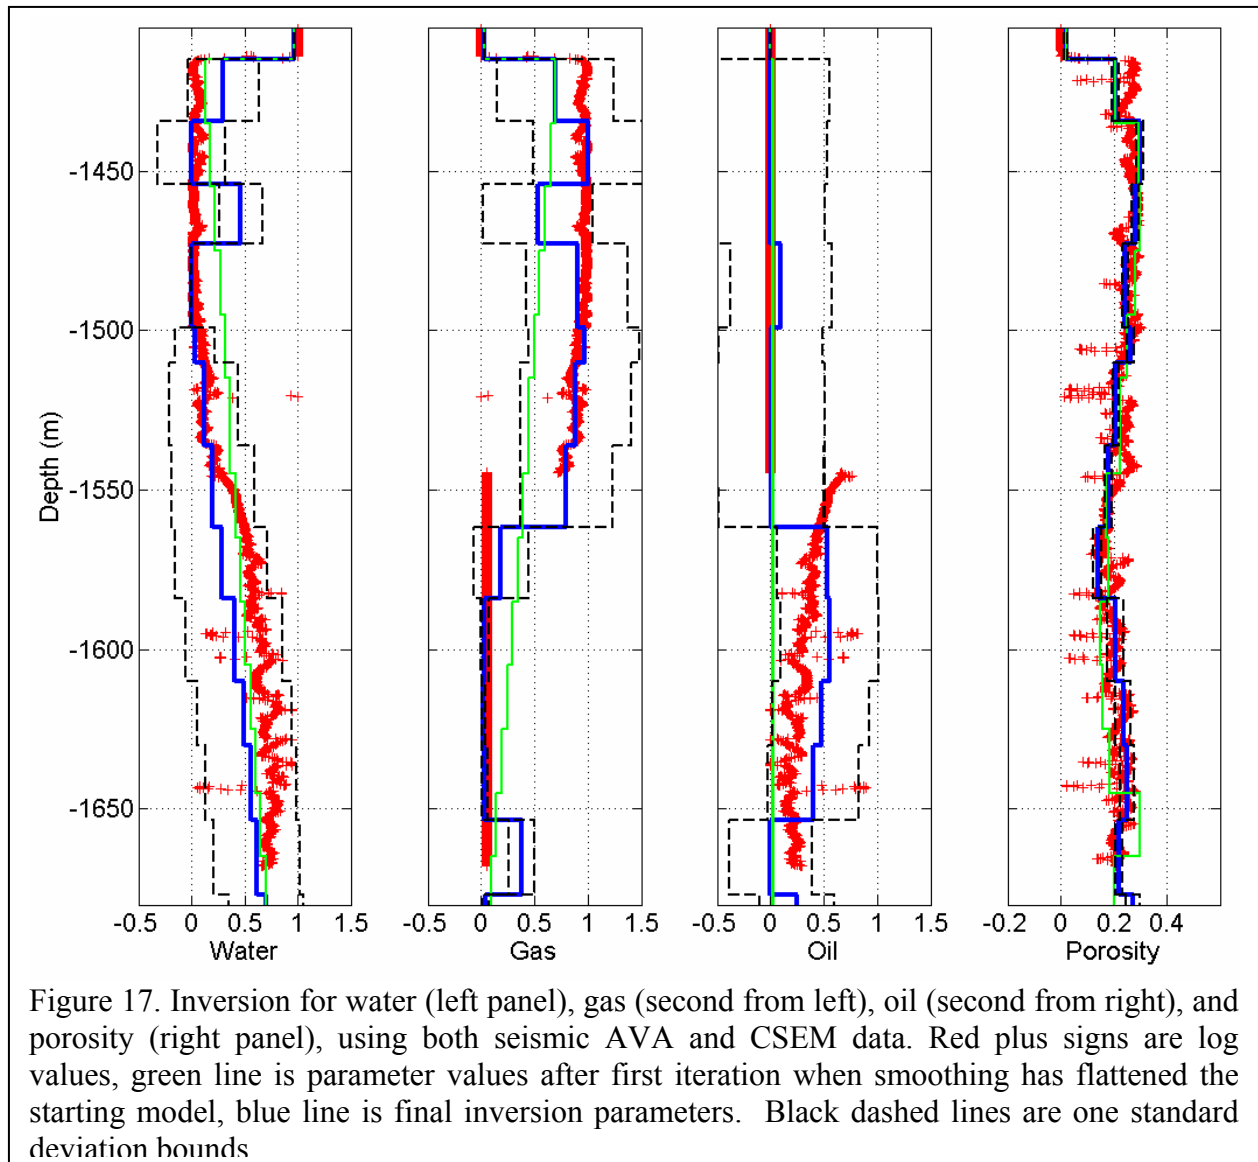 -1450
-1500
-1550
-1600
-1650
Depth (m)
-0.5 0 0.5 1 1.5
-0.5 0 0.5 1 1.5
-0.5 0 0.5 1 1.5
-0.2 0 0.2 0.4
Water
Gas
Oil
Porosity
Figure 17. Inversion for water (left panel), gas (second from left), oil (second from right), and
porosity (right panel), using both seismic AVA and CSEM data. Red plus signs are log
values, green line is parameter values after first iteration when smoothing has flattened the
starting model, blue line is final inversion parameters. Black dashed lines are one standard
deviation bounds